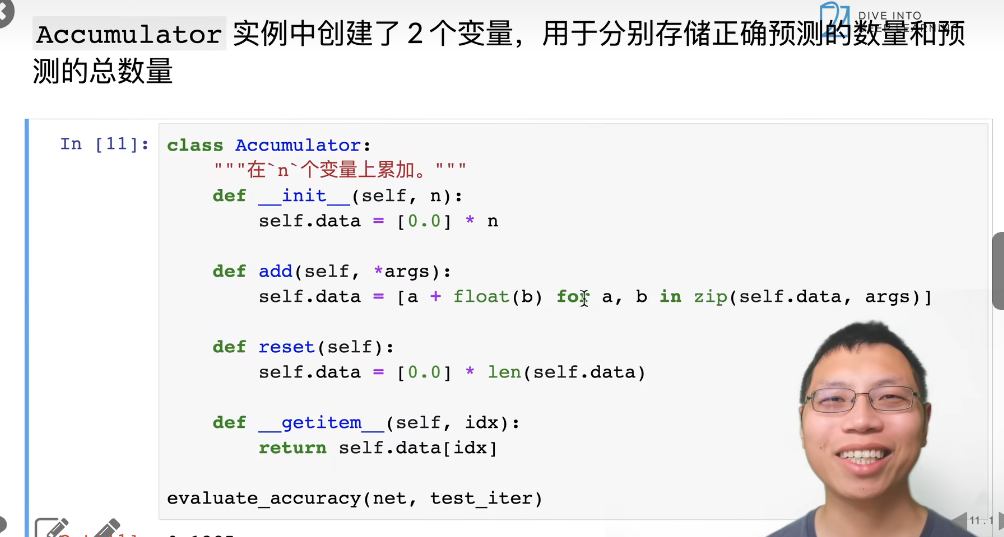 DIVE INTO
Accumulator 实例中创建了 2 个变量，用于分别存储正确预测的数量和预
测的总数量
In [11]:
class Accumulator:
    """在`n`个变量上累加。"""
    def __init__(self, n):
        self.data = [0.0] * n
    def add(self, *args):
        self.data = [a + float(b) for a, b in zip(self.data, args)]
    def reset(self):
        self.data = [0.0] * len(self.data)
    def __getitem__(self, idx):
        return self.data[idx]
evaluate_accuracy(net, test_iter)
11.1